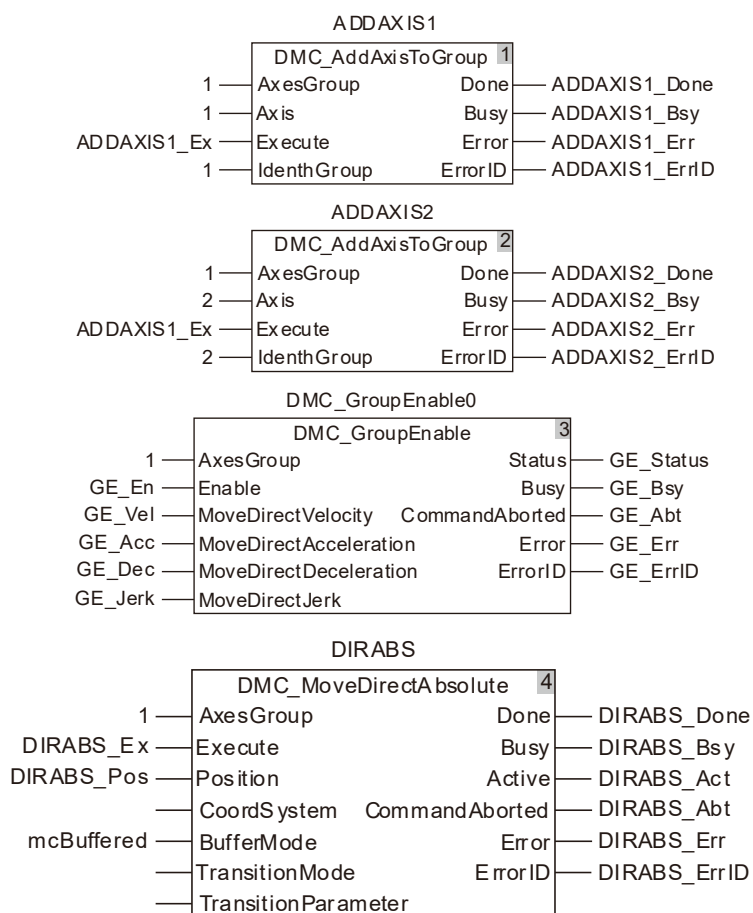 ADDAXIS1
DMC_AddAxisToGroup 1
1 AxesGroup Done ADDAXIS1_Done
1 Axis Busy ADDAXIS1_Bsy
ADDAXIS1_Ex Execute Error ADDAXIS1_Err
1 IdenthGroup ErrorID ADDAXIS1_ErrID
ADDAXIS2
DMC_AddAxisToGroup 2
1 AxesGroup Done ADDAXIS2_Done
2 Axis Busy ADDAXIS2_Bsy
ADDAXIS1_Ex Execute Error ADDAXIS2_Err
2 IdenthGroup ErrorID ADDAXIS2_ErrID
DMC_GroupEnable0
DMC_GroupEnable 3
1 AxesGroup Status GE_Status
GE_En Enable Busy GE_Bsy
GE_Vel MoveDirectVelocity CommandAborted GE_Abt
GE_Acc MoveDirectAcceleration Error GE_Err
GE_Dec MoveDirectDeceleration ErrorID GE_ErrID
GE_Jerk MoveDirectJerk
DIRABS
DMC_MoveDirectAbsolute 4
1 AxesGroup Done DIRABS_Done
DIRABS_Ex Execute Busy DIRABS_Bsy
DIRABS_Pos Position Active DIRABS_Act
CoordSystem CommandAborted DIRABS_Abt
mcBuffered BufferMode Error DIRABS_Err
TransitionMode ErrorID DIRABS_ErrID
TransitionParameter